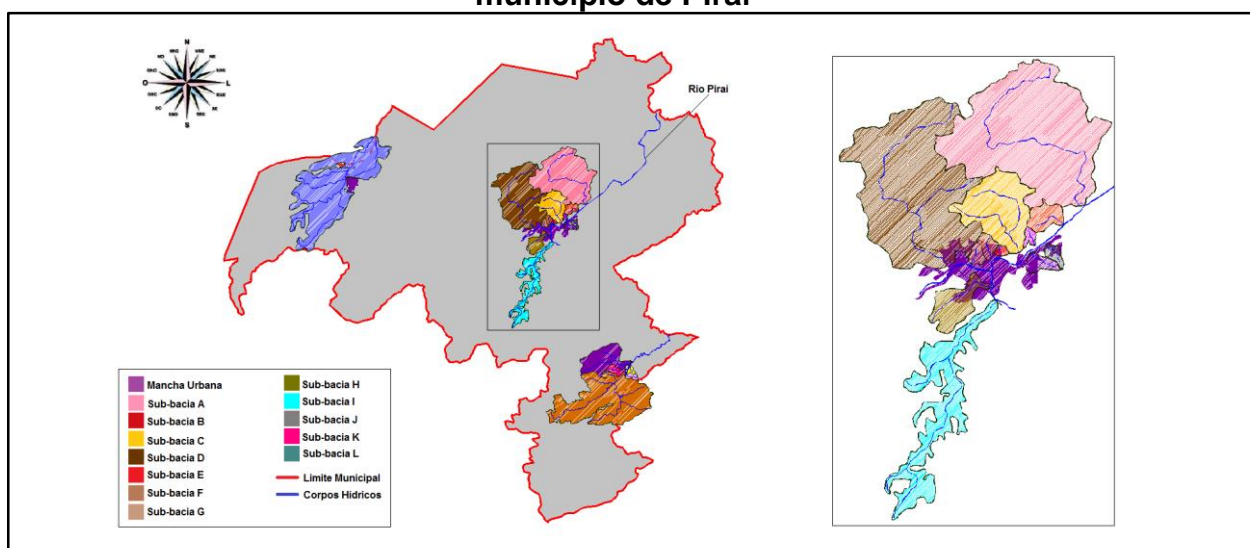 município de Piraí
N
O
L
S
Rio Piraí
Mancha Urbana
Sub-bacia A
Sub-bacia B
Sub-bacia C
Sub-bacia D
Sub-bacia E
Sub-bacia F
Sub-bacia G
Sub-bacia H
Sub-bacia I
Sub-bacia J
Sub-bacia K
Sub-bacia L
Limite Municipal
Corpos Hídricos